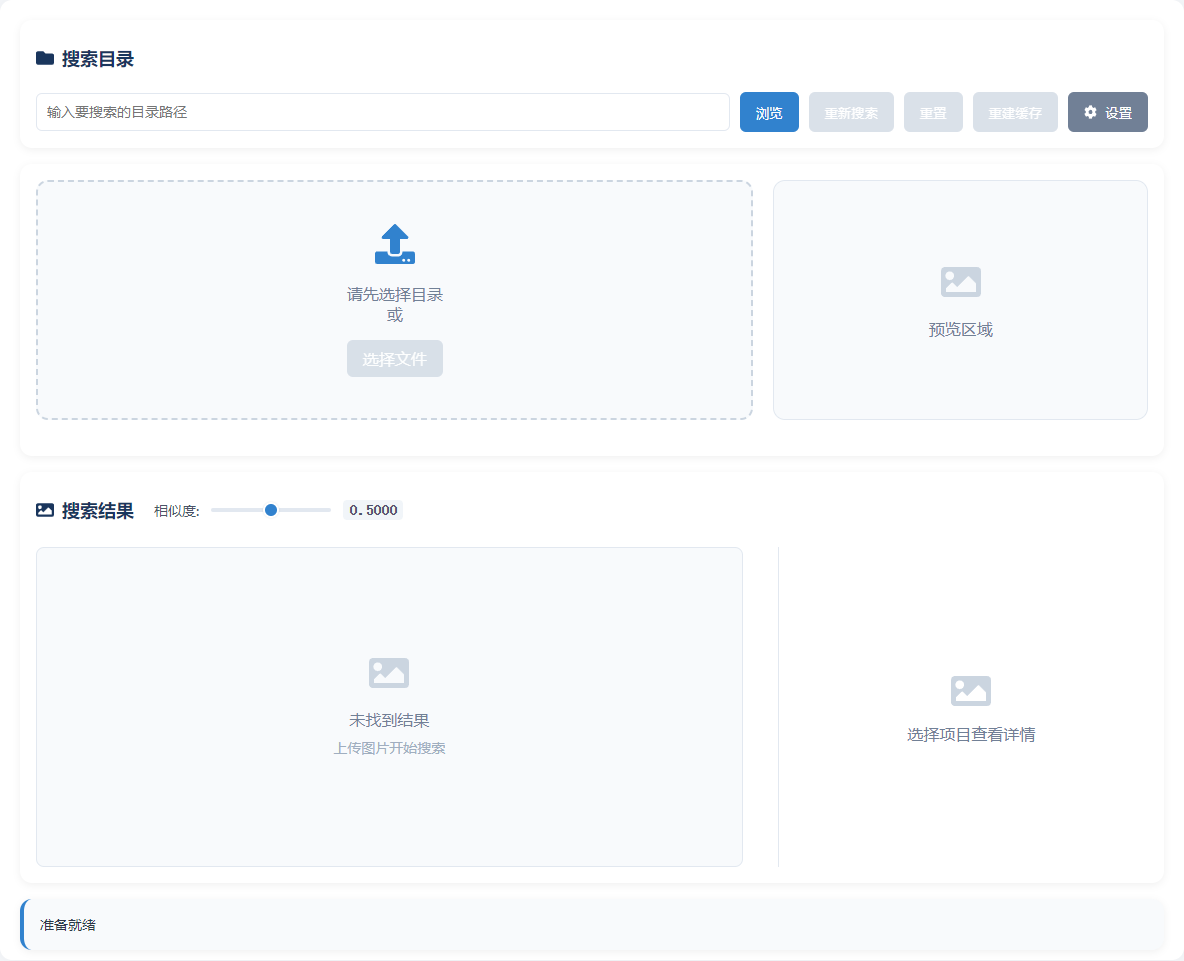 搜索目录
输入要搜索的目录路径
浏览
重新搜索
重置
重建缓存
设置
请先选择目录
或
选择文件
预览区域
搜索结果
相似度:
0.5000
未找到结果
上传图片开始搜索
选择项目查看详情
准备就绪